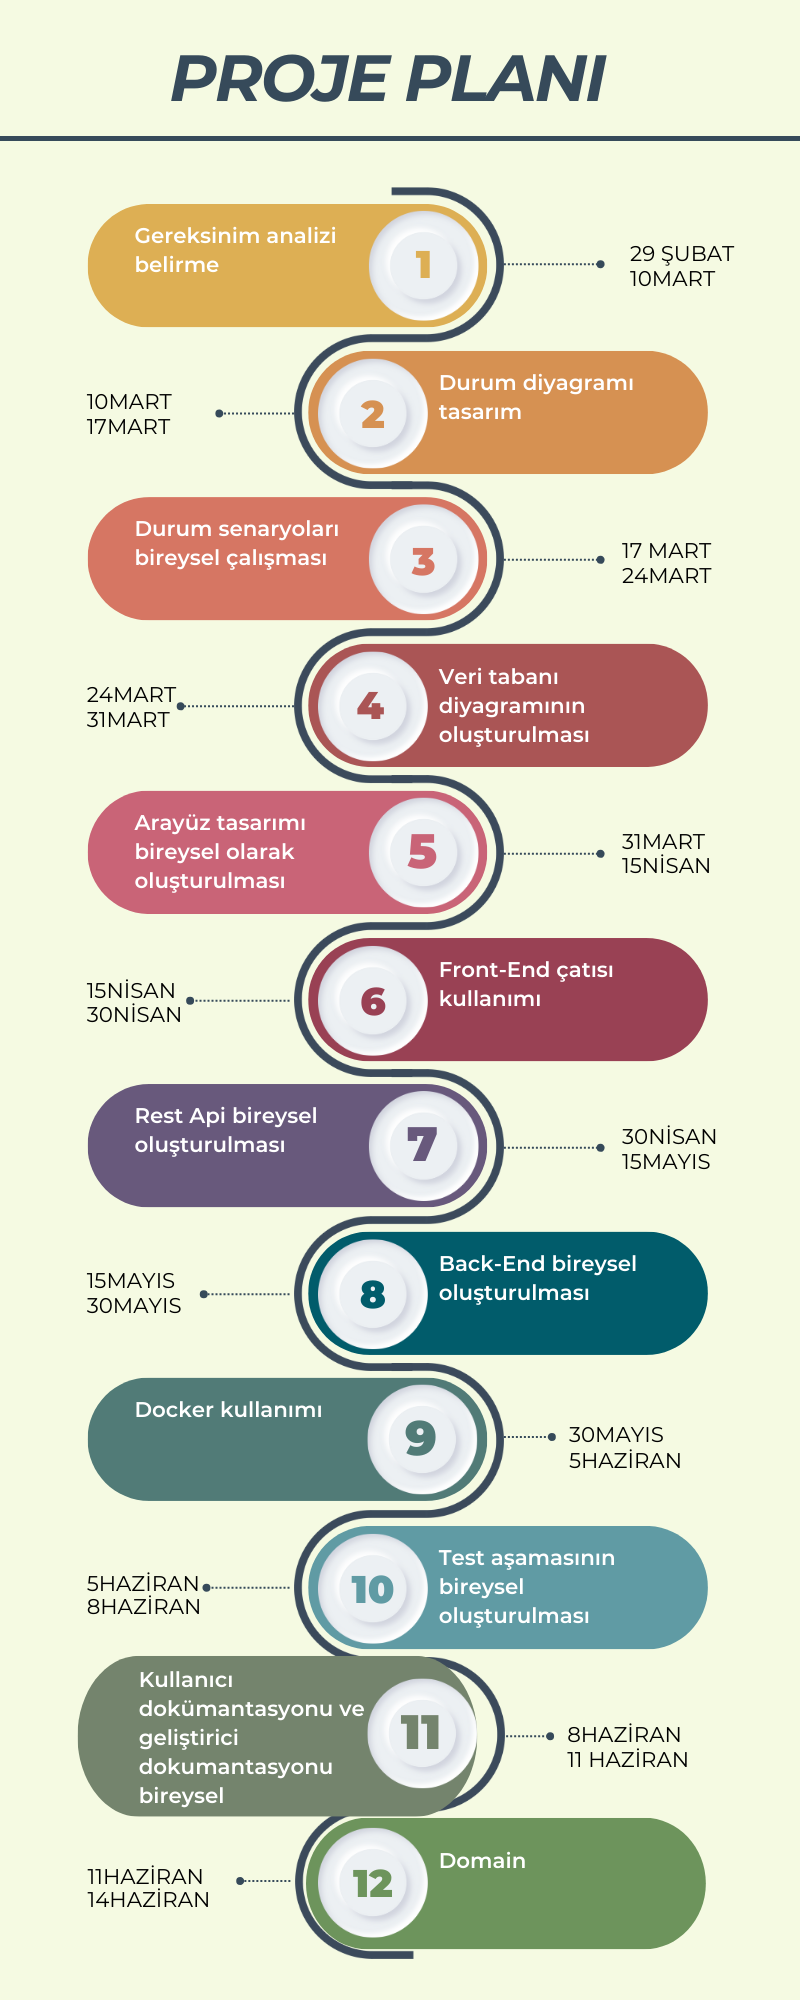 PROJE PLANI
Gereksinim analizi
belirme
1
29 ŞUBAT
10MART
10MART
17MART
2
Durum diyagramı
tasarım
Durum senaryoları
bireysel çalışması
3
17 MART
24MART
24MART
31MART
4
Veri tabanı
diyagramının
oluşturulması
Arayüz tasarımı
bireysel olarak
oluşturulması
5
31MART
15NİSAN
15NİSAN
30NİSAN
6
Front-End çatısı
kullanımı
Rest Api bireysel
oluşturulması
7
30NİSAN
15MAYIS
15MAYIS
30MAYIS
8
Back-End bireysel
oluşturulması
Docker kullanımı
9
30MAYIS
5HAZİRAN
5HAZİRAN
8HAZİRAN
10
Test aşamasının
bireysel
oluşturulması
Kullanıcı
dokümantasyonu ve
geliştirici
dokumantasyonu
bireysel
11
8HAZİRAN
11 HAZİRAN
11HAZİRAN
14HAZİRAN
12
Domain